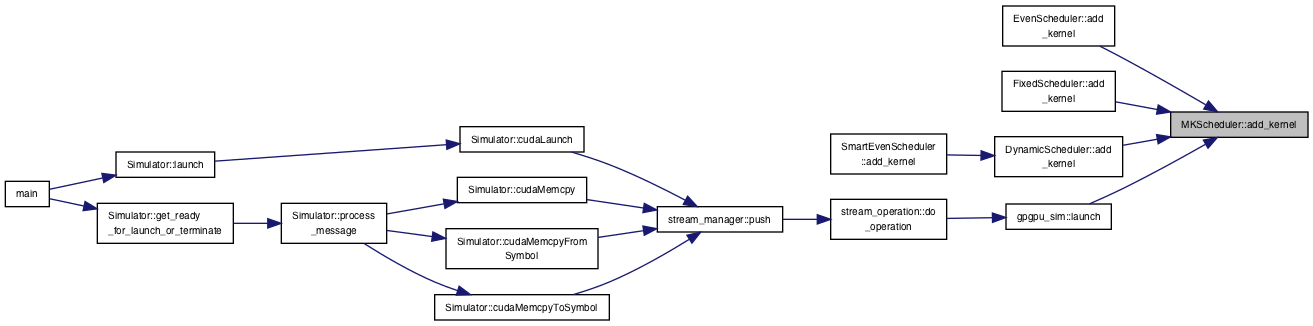 EvenScheduler::add
_kernel
FixedScheduler::add
_kernel
MKScheduler::add_kernel
SmartEvenScheduler
::add_kernel
DynamicScheduler::add
_kernel
Simulator::cudaLaunch
Simulator::launch
main
Simulator::get_ready
_for_launch_or_terminate
Simulator::process
_message
Simulator::cudaMemcpy
Simulator::cudaMemcpyFrom
Symbol
Simulator::cudaMemcpyToSymbol
stream_manager::push
stream_operation::do
_operation
gpgpu_sim::launch